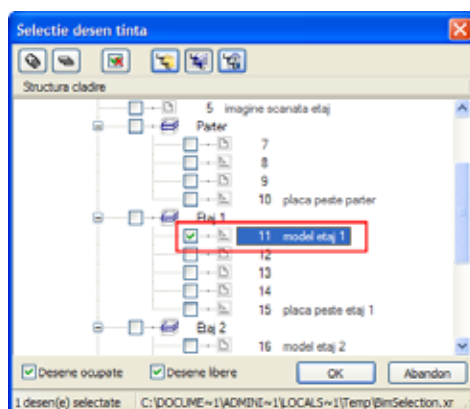 Selectie desen tinta
Structura cladire
5 imagine scanata etaj
Parter
7
8
9
10 placa peste parter
Etaj 1
11 model etaj 1
12
13
14
15 placa peste etaj 1
Etaj 2
16 model etaj 2
Desene ocupate Desene libere OK Abandon
1 desen(e) selectate C:\DOCUME~1\ADMINI~1\LOCALS~1\Temp\BimSelection.xr